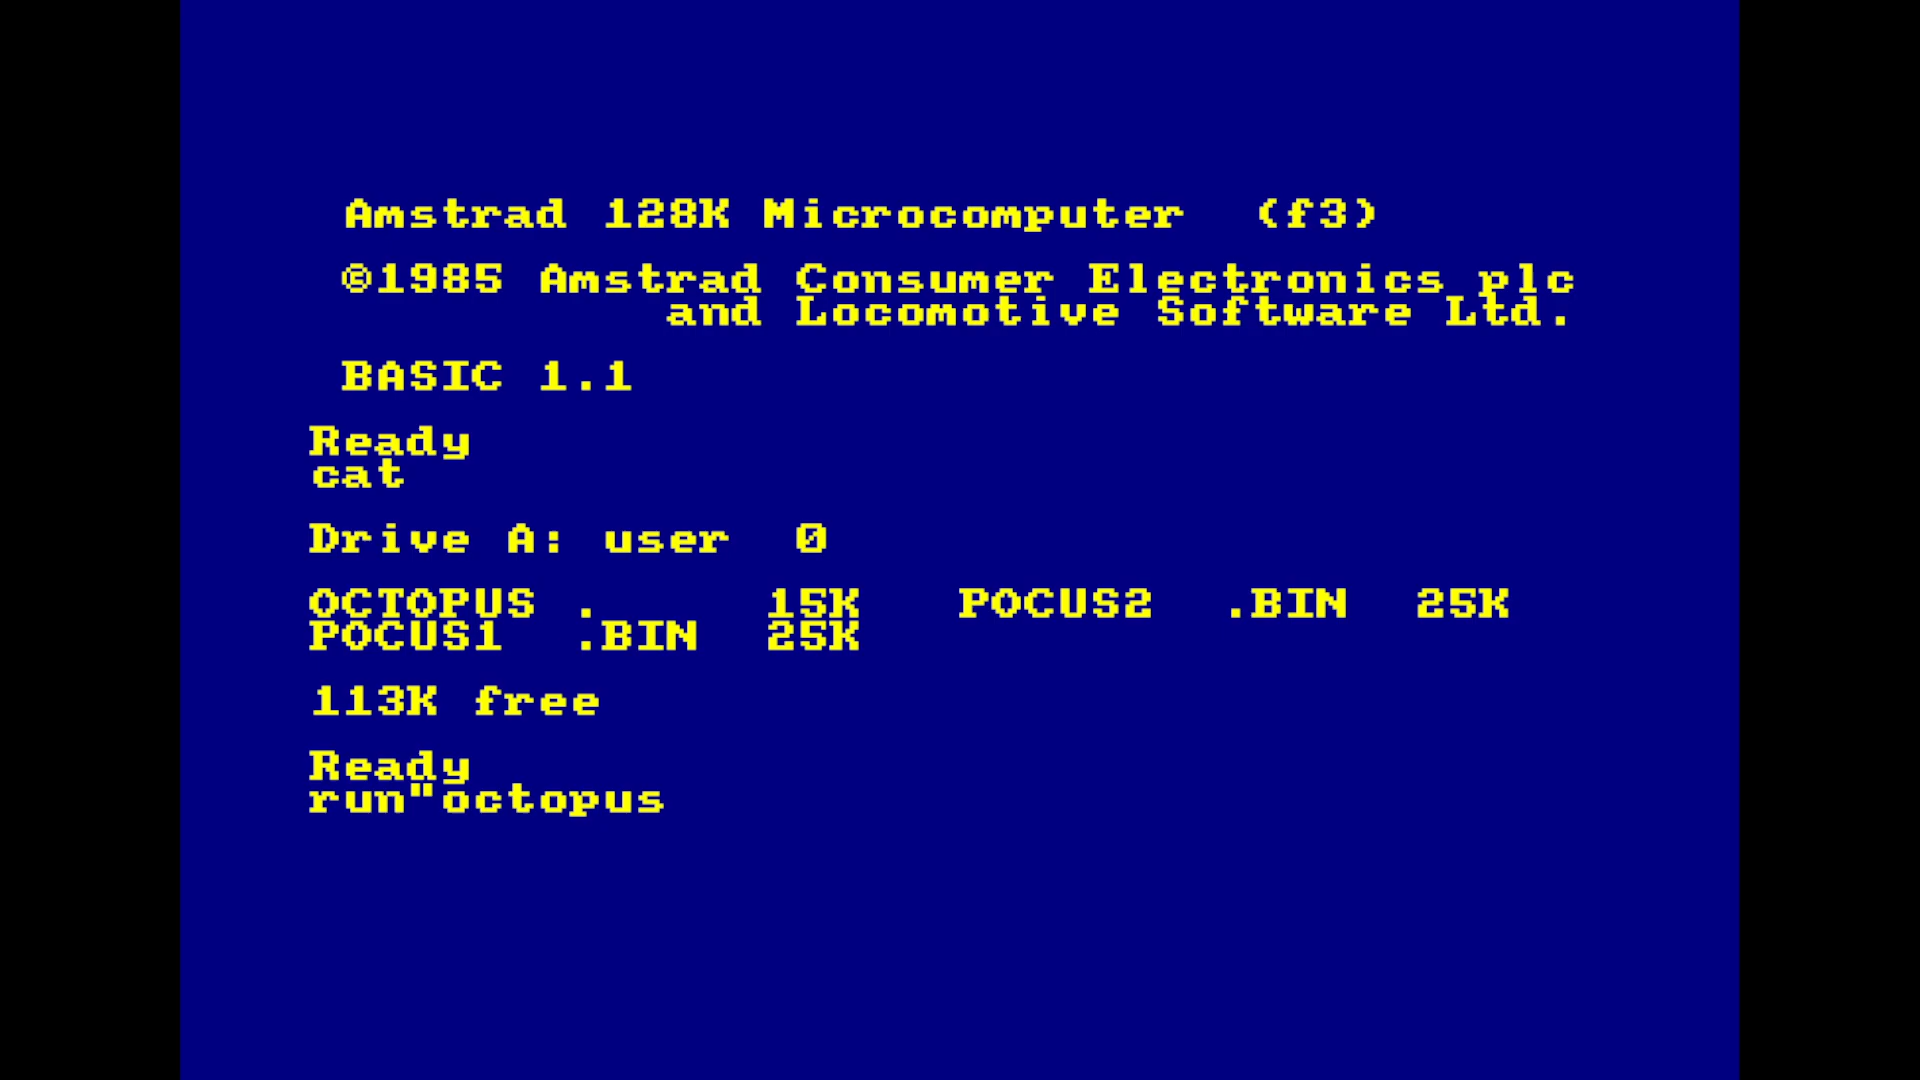 Amstrad 128K Microcomputer (f3)
©1985 Amstrad Consumer Electronics plc
and Locomotive Software Ltd.
BASIC 1.1
Ready
cat
Drive A: user 0
OCTOPUS . 15K POCUS2 .BIN 25K
POCUS1 .BIN 25K
113K free
Ready
run"octopus